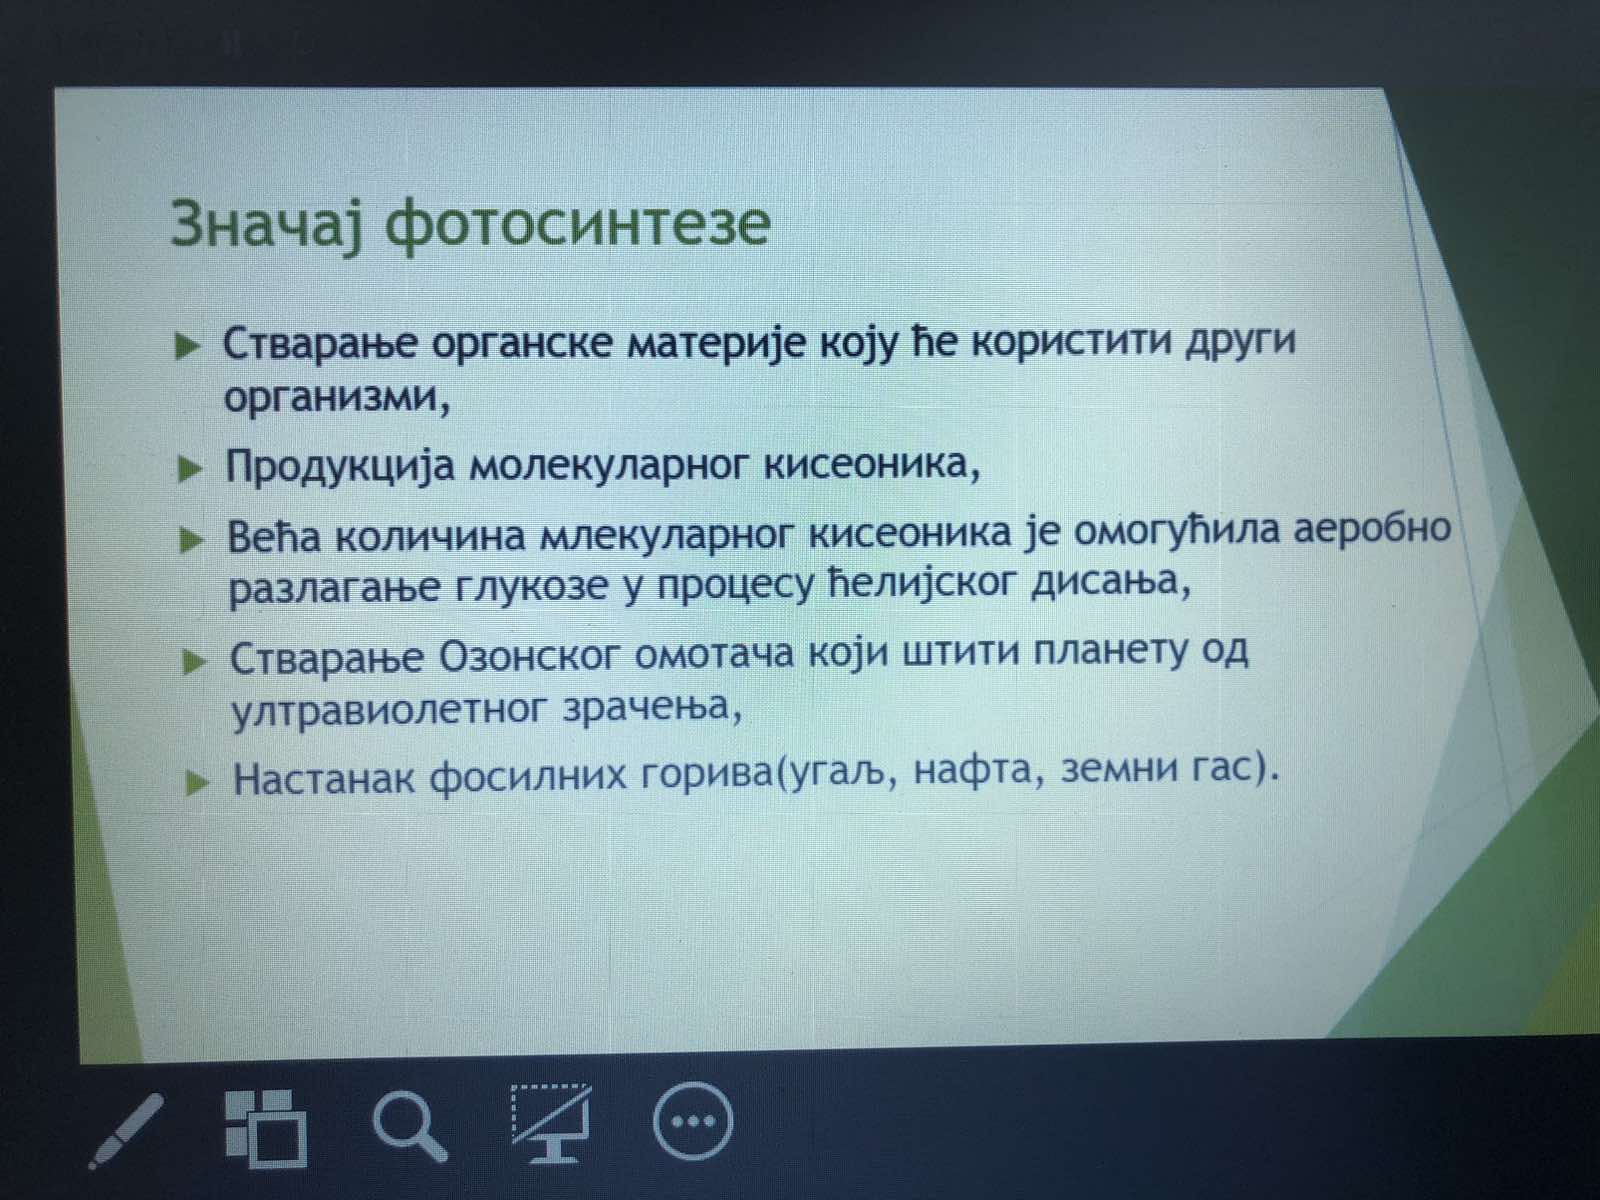 Значај фотосинтезе
Стварање органске материје коју ће користити други
организми,
Продукција молекуларног кисеоника,
Већа количина млекуларног кисеоника је омогућила аеробно
разлагање глукозе у процесу ћелијског дисања,
Стварање Озонског омотача који штити планету од
ултравиолетног зрачења,
Настанак фосилних горива(угаљ, нафта, земни гас).